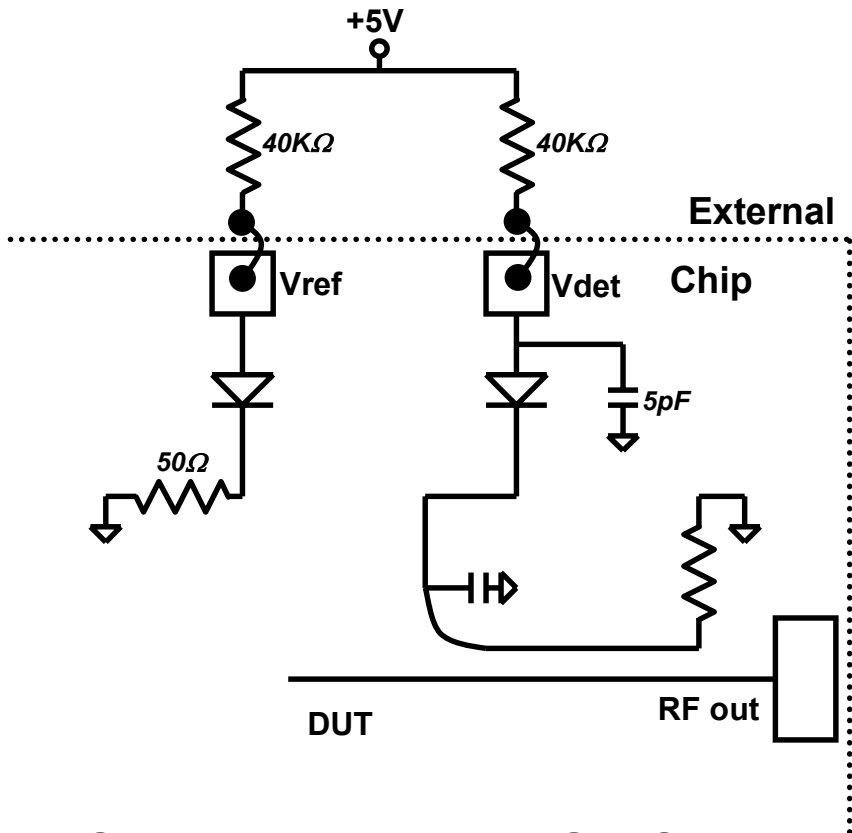 +5V
40KΩ
40KΩ
External
Vref
Vdet
Chip
5pF
50Ω
RF out
DUT